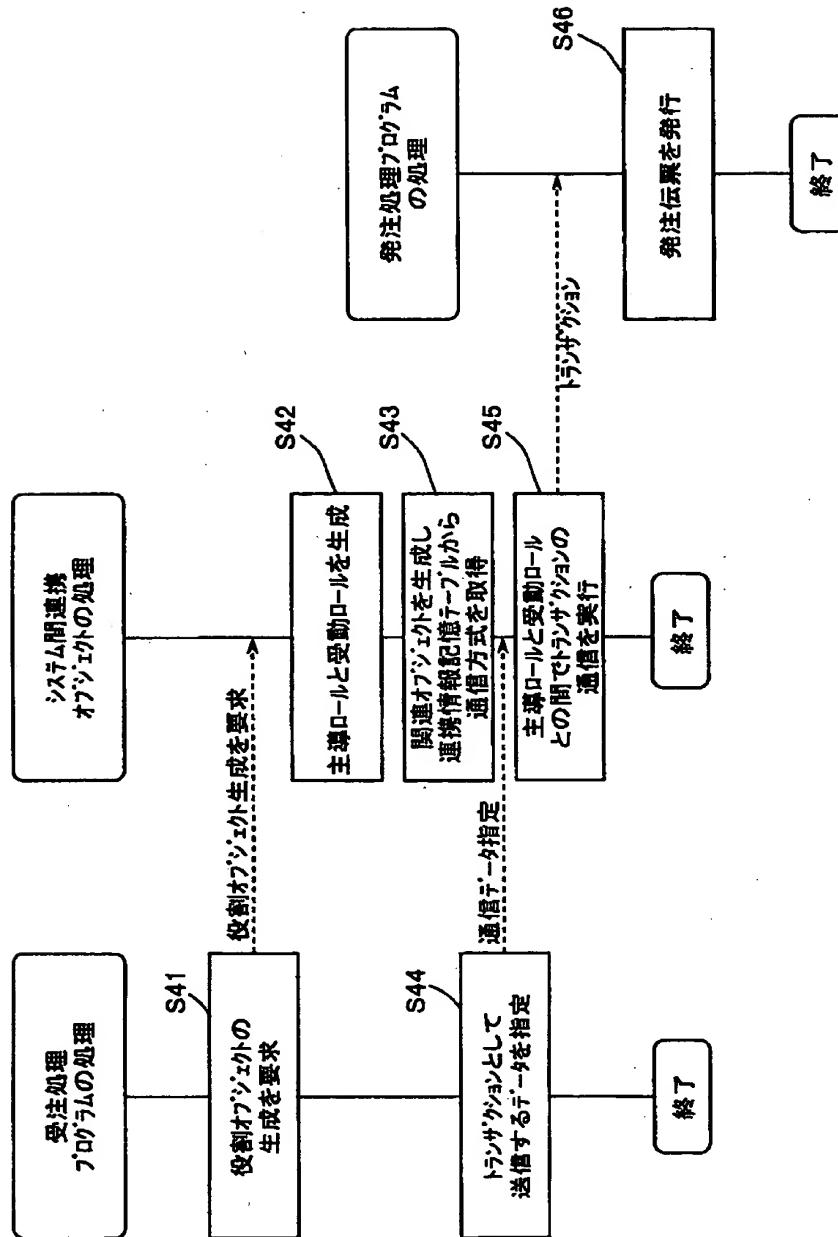 受注処理
プログラムの処理
S41
役割オブジェクトの
生成を要求
S44
トランザクションとして
送信するデータを指定
終了
役割オブジェクト生成を要求
通信データ指定
システム間連携
オブジェクトの処理
S42
主導ロールと受動ロールを生成
S43
関連オブジェクトを生成し
連携情報記憶テーブルから
通信方式を取得
S45
主導ロールと受動ロール
との間でトランザクションの
通信を実行
終了
トランザクション
発注処理プログラム
の処理
S46
発注伝票を発行
終了